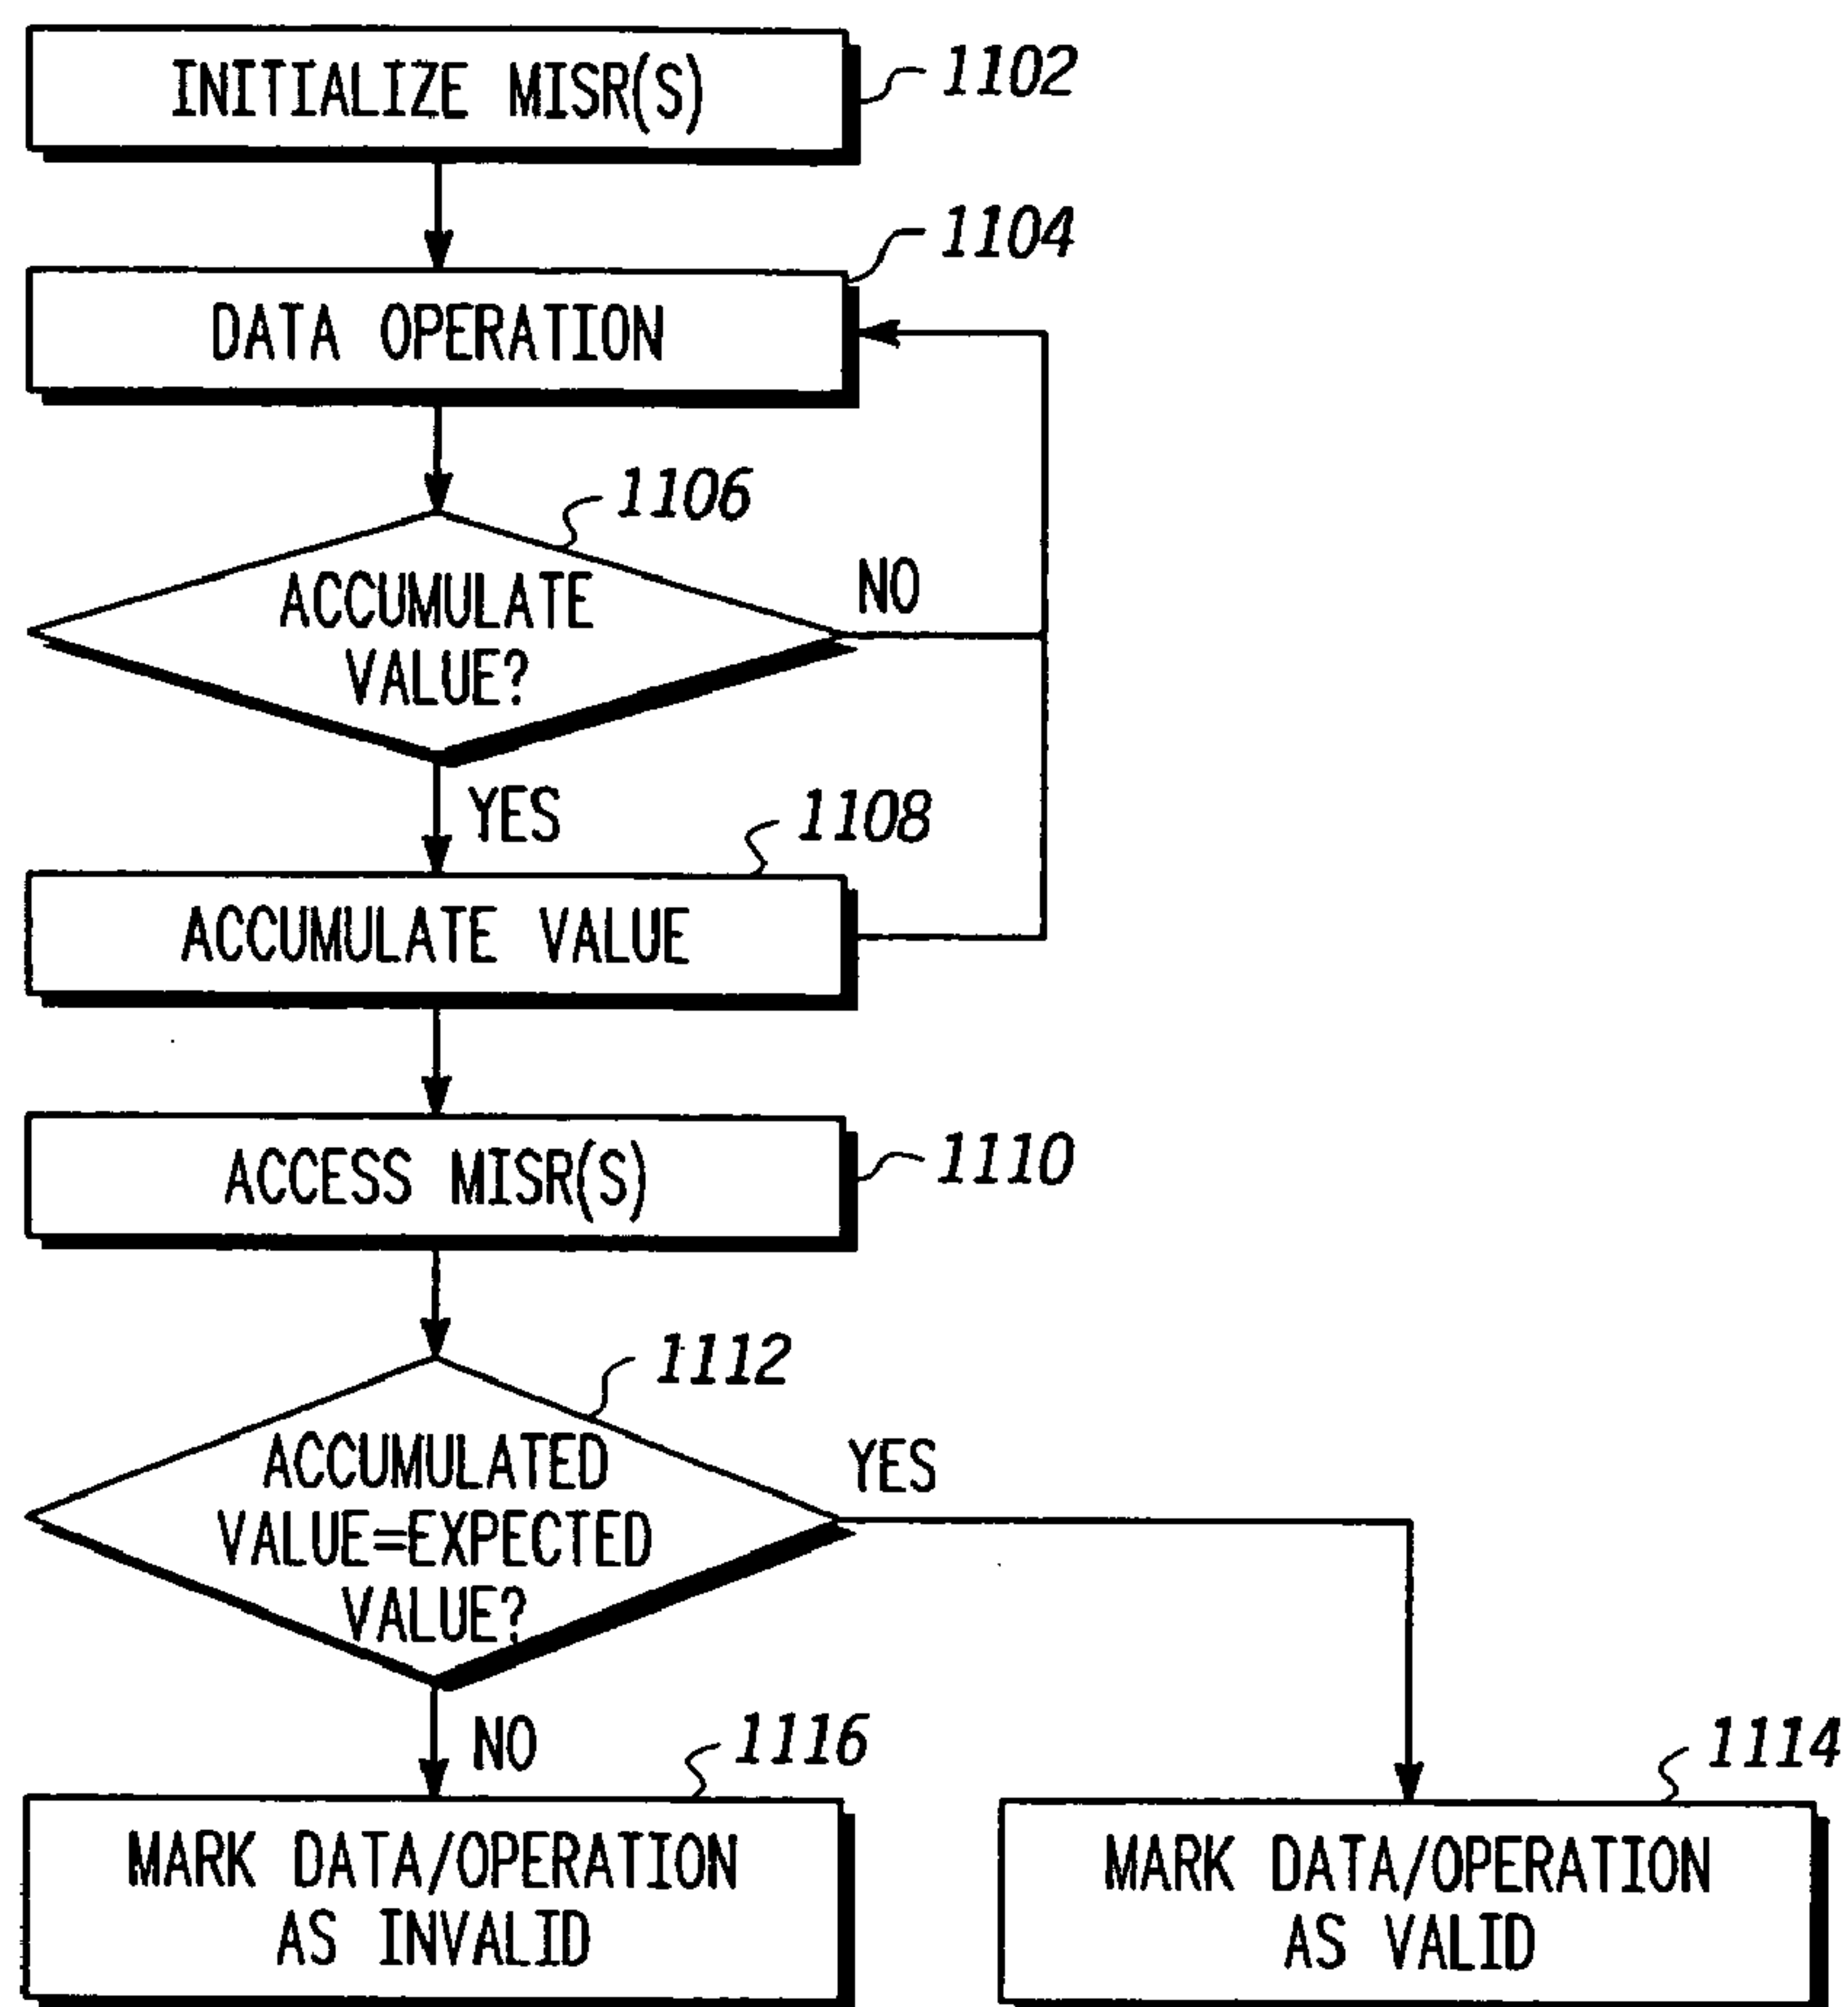 INITIALIZE MISR(S)
1102
1104
DATA OPERATION
1106
ACCUMULATE
VALUE?
NO
YES
1108
ACCUMULATE VALUE
ACCESS MISR(S)
1110
1112
ACCUMULATED
VALUE=EXPECTED
VALUE?
YES
NO
1116
MARK DATA/OPERATION
AS INVALID
1114
MARK DATA/OPERATION
AS VALID